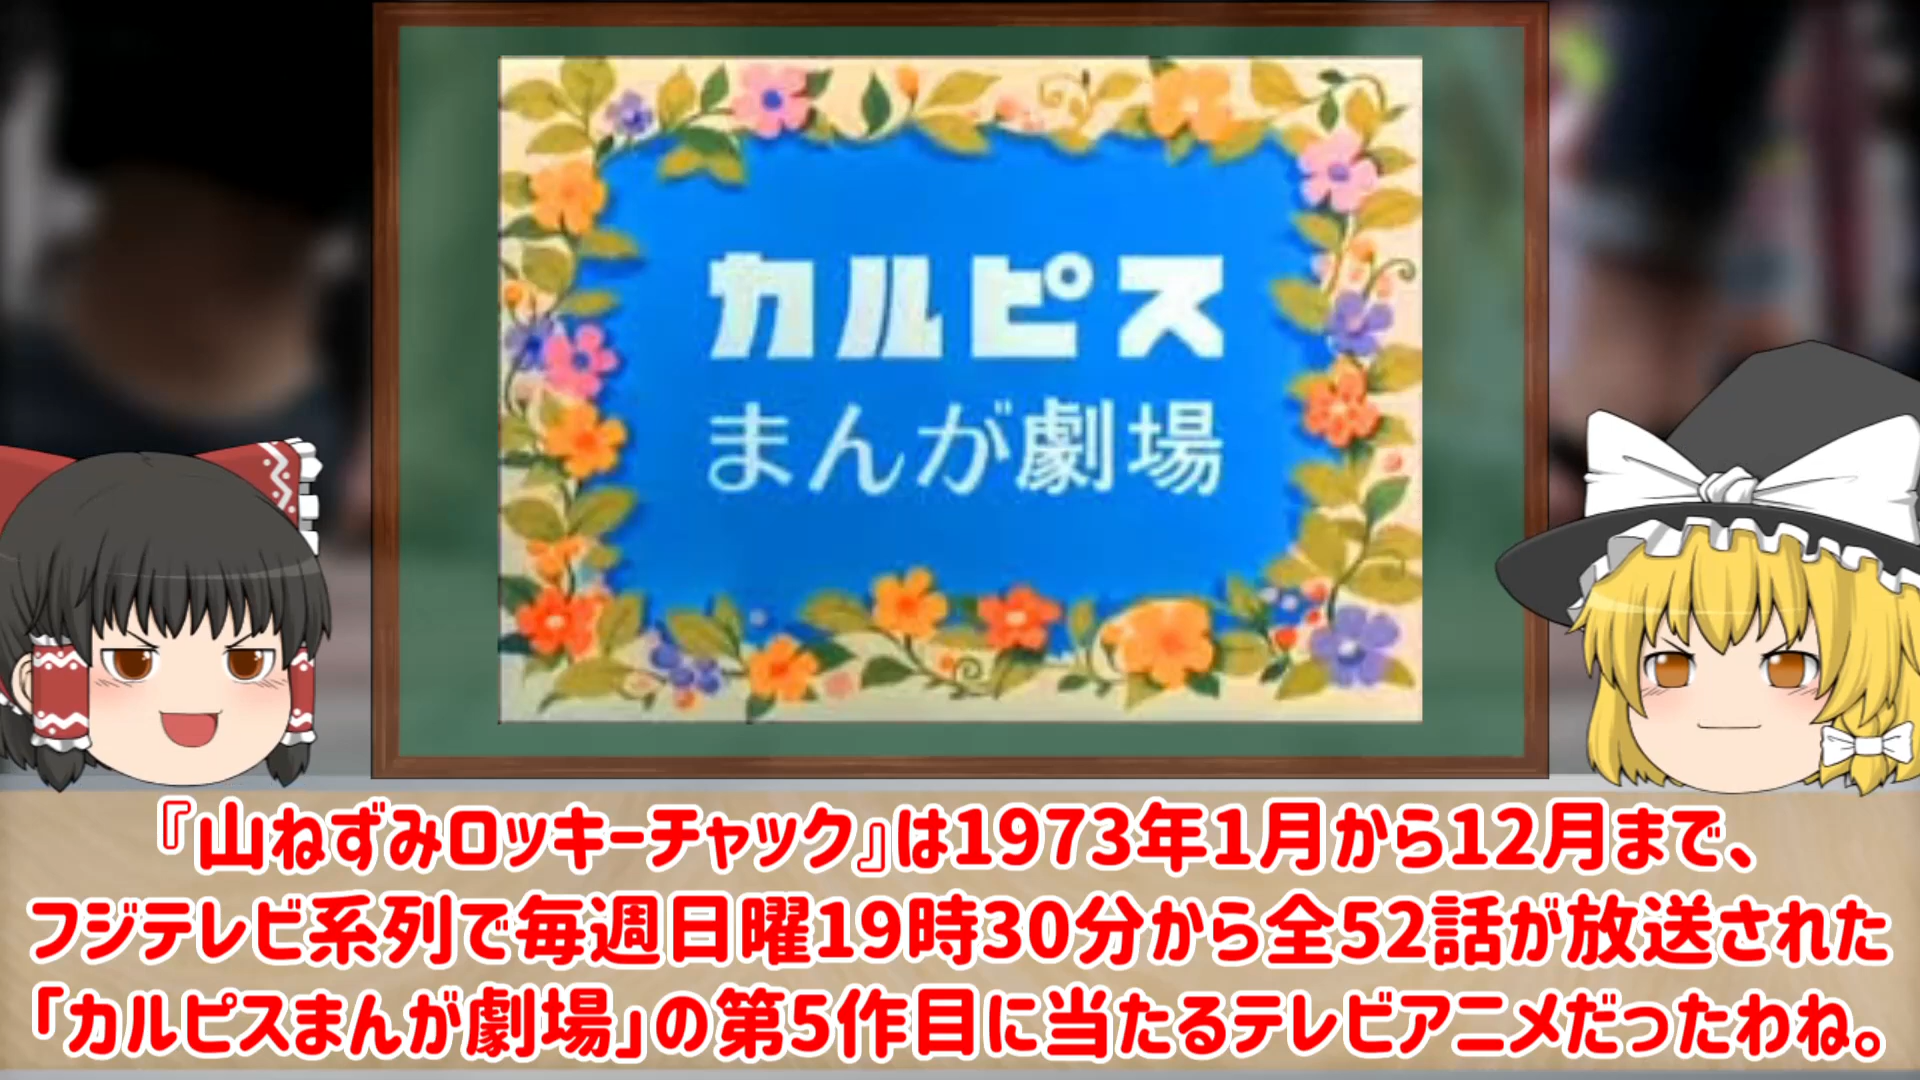 カルピス
まんが劇場
『山ねずみロッキーチャック』は1973年1月から12月まで、
フジテレビ系列で毎週日曜19時30分から全52話が放送された
「カルピスまんが劇場」の第5作目に当たるテレビアニメだったわね。